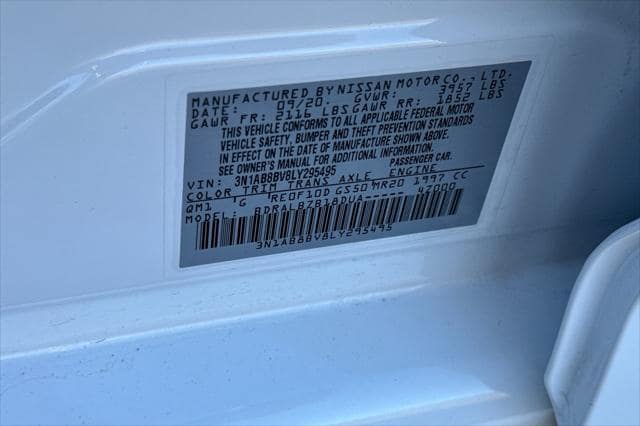 MANUFACTURED BY NISSAN MOTOR CO., LTD.
DATE: 09/20. GVWR: 3957 LBS
GAWR FR: 2116 LBS GAWR RR: 1852 LBS
THIS VEHICLE CONFORMS TO ALL APPLICABLE FEDERAL MOTOR
VEHICLE SAFETY, BUMPER AND THEFT PREVENTION STANDARDS
IN EFFECT ON THE DATE OF MANUFACTURE SHOWN ABOVE.
SEE OWNER'S MANUAL FOR ADDITIONAL INFORMATION.
VIN: 3N1AB8BV8LY295495 PASSENGER CAR.
COLOR TRIM TRANS AXLE ENGINE
QM1 G RE0F10D GS50 MR20 1997 CC
BDRALBZB18DUA----- 47000
3N1AB8BV8LY295495